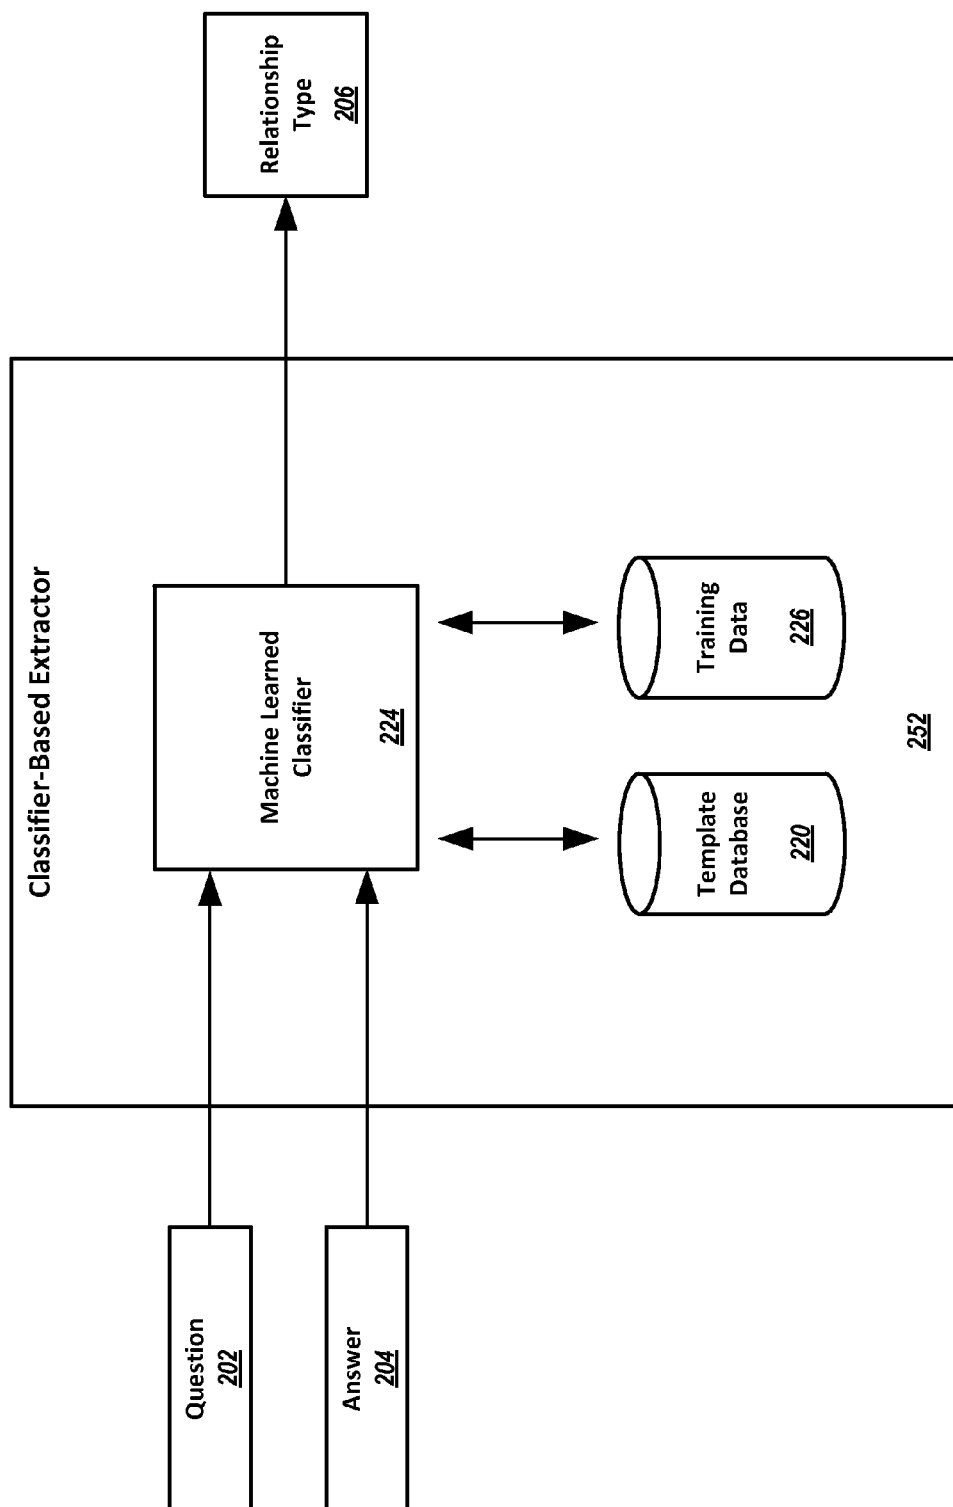 Classifier-Based Extractor
Question
202
Answer
204
Machine Learned
Classifier
224
Template
Database
220
Training
Data
226
252
Relationship
Type
206